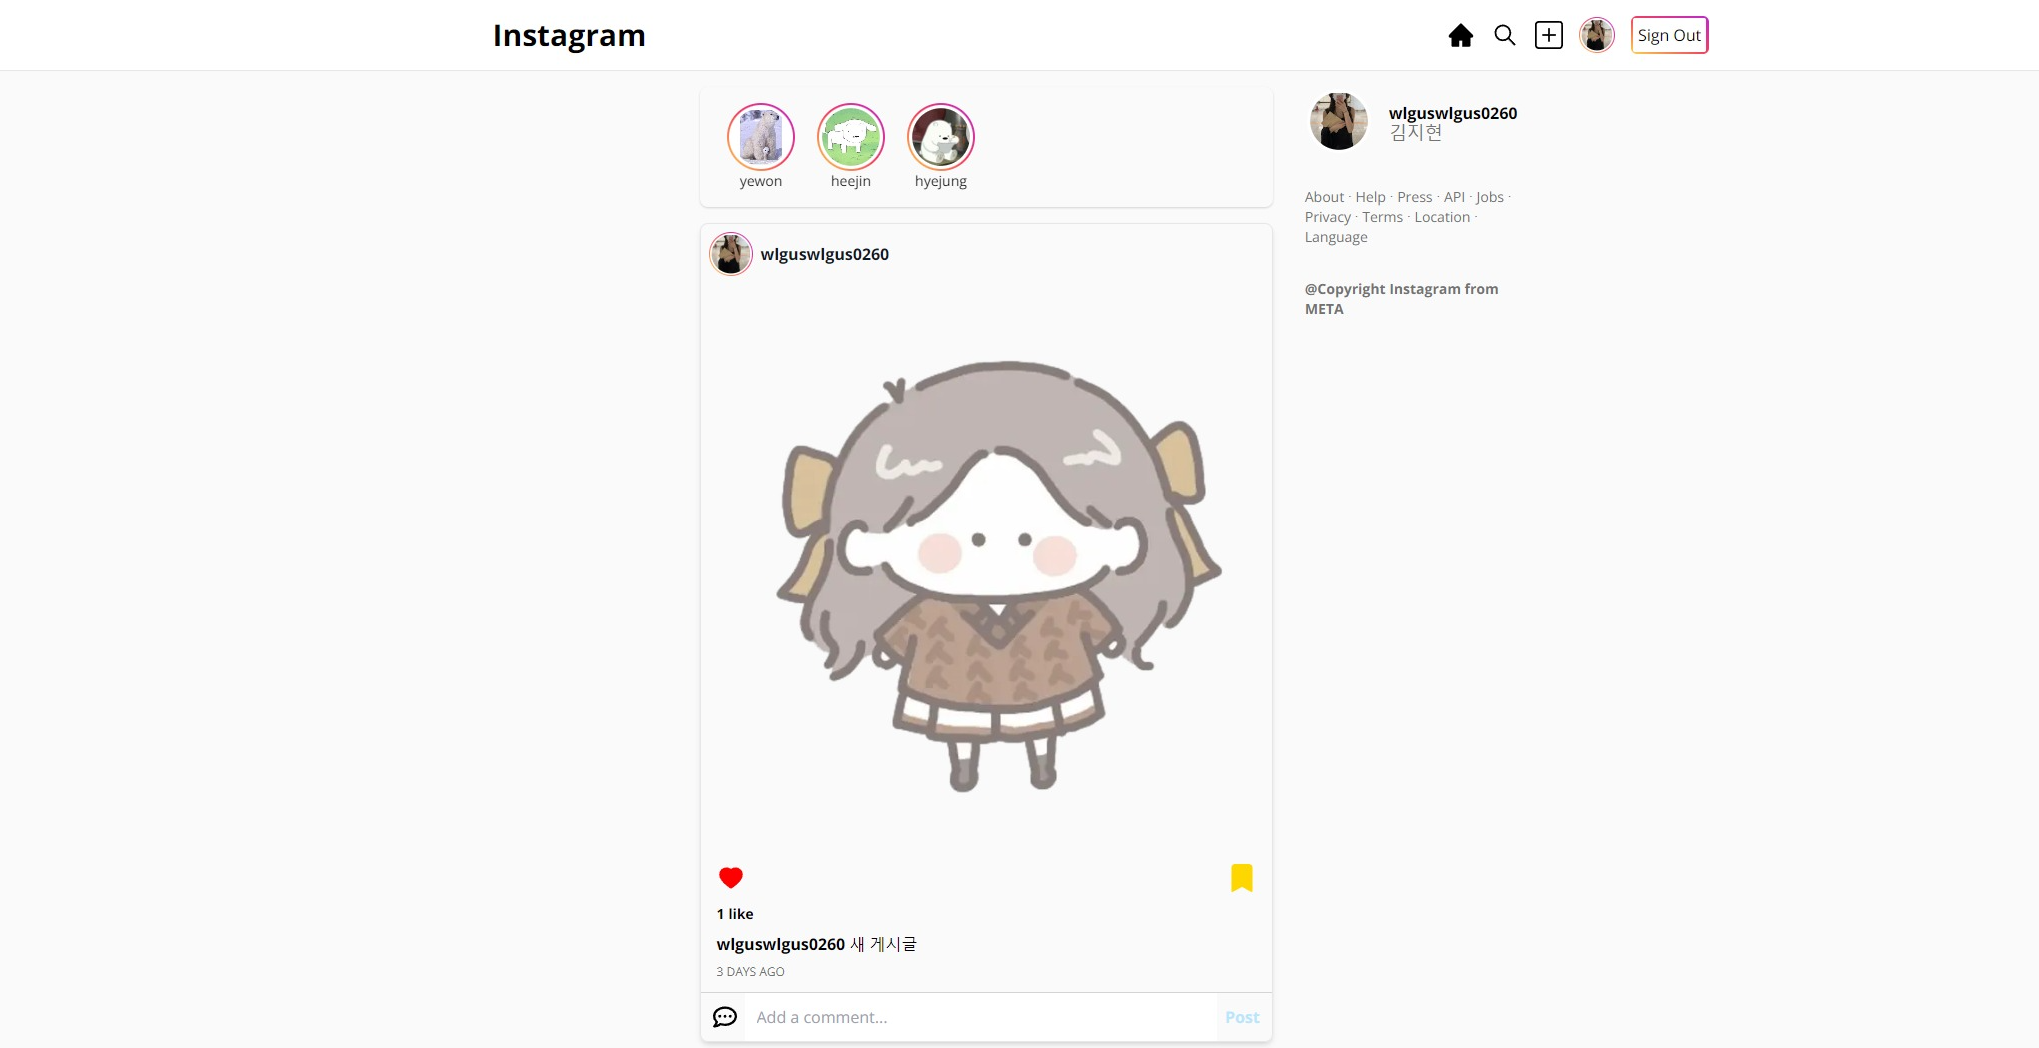 Instagram
Sign Out
yewon heejin hyejung
wlguswlgus0260
김지현
About · Help · Press · API · Jobs ·
Privacy · Terms · Location ·
Language
@Copyright Instagram from
META
wlguswlgus0260
1 like
wlguswlgus0260 새 게시글
3 DAYS AGO
Add a comment...
Post